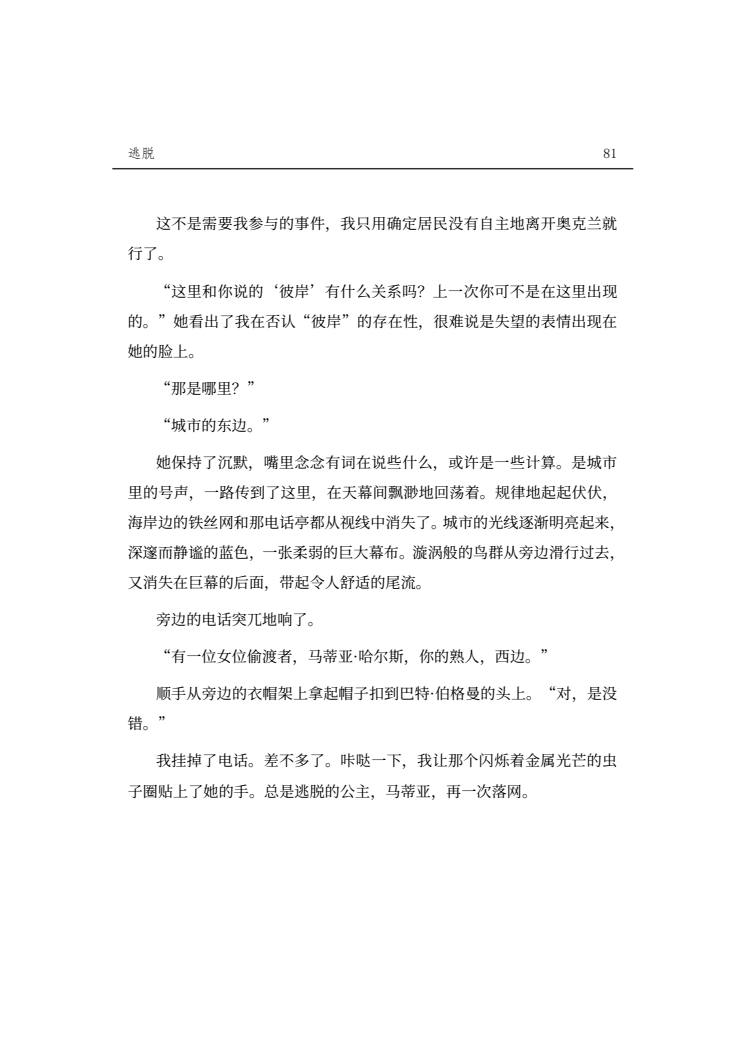 逃脱 81
这不是需要我参与的事件，我只用确定居民没有自主地离开奥克兰就
行了。
“这里和你说的‘彼岸’有什么关系吗？上一次你可不是在这里出现
的。”她看出了我在否认“彼岸”的存在性，很难说是失望的表情出现在
她的脸上。
“那是哪里？”
“城市的东边。”
她保持了沉默，嘴里念念有词在说些什么，或许是一些计算。是城市
里的号声，一路传到了这里，在天幕间飘渺地回荡着。规律地起起伏伏，
海岸边的铁丝网和那电话亭都从视线中消失了。城市的光线逐渐明亮起来，
深邃而静谧的蓝色，一张柔弱的巨大幕布。漩涡般的鸟群从旁边滑行过去，
又消失在巨幕的后面，带起令人舒适的尾流。
旁边的电话突兀地响了。
“有一位女位偷渡者，马蒂亚·哈尔斯，你的熟人，西边。”
顺手从旁边的衣帽架上拿起帽子扣到巴特·伯格曼的头上。“对，是没
错。”
我挂掉了电话。差不多了。咔哒一下，我让那个闪烁着金属光芒的虫
子圈贴上了她的手。总是逃脱的公主，马蒂亚，再一次落网。